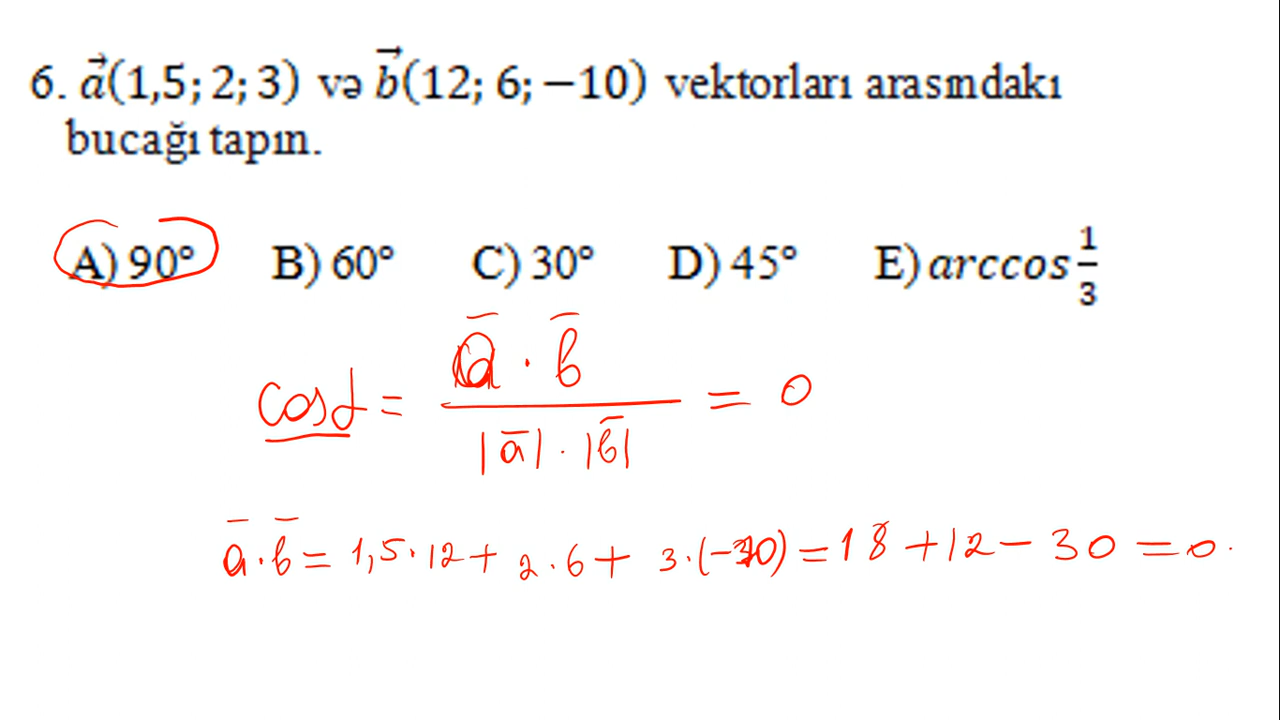 6. a⃗(1,5; 2; 3) və b⃗(12; 6; −10) vektorları arasındakı
bucağı tapın.
A) 90° B) 60° C) 30° D) 45° E) arccos 1/3
cosα = (a̅ · b̅) / (|a̅| · |b̅|) = 0
a̅ · b̅ = 1,5 · 12 + 2 · 6 + 3 · (−10) = 18 + 12 − 30 = 0.